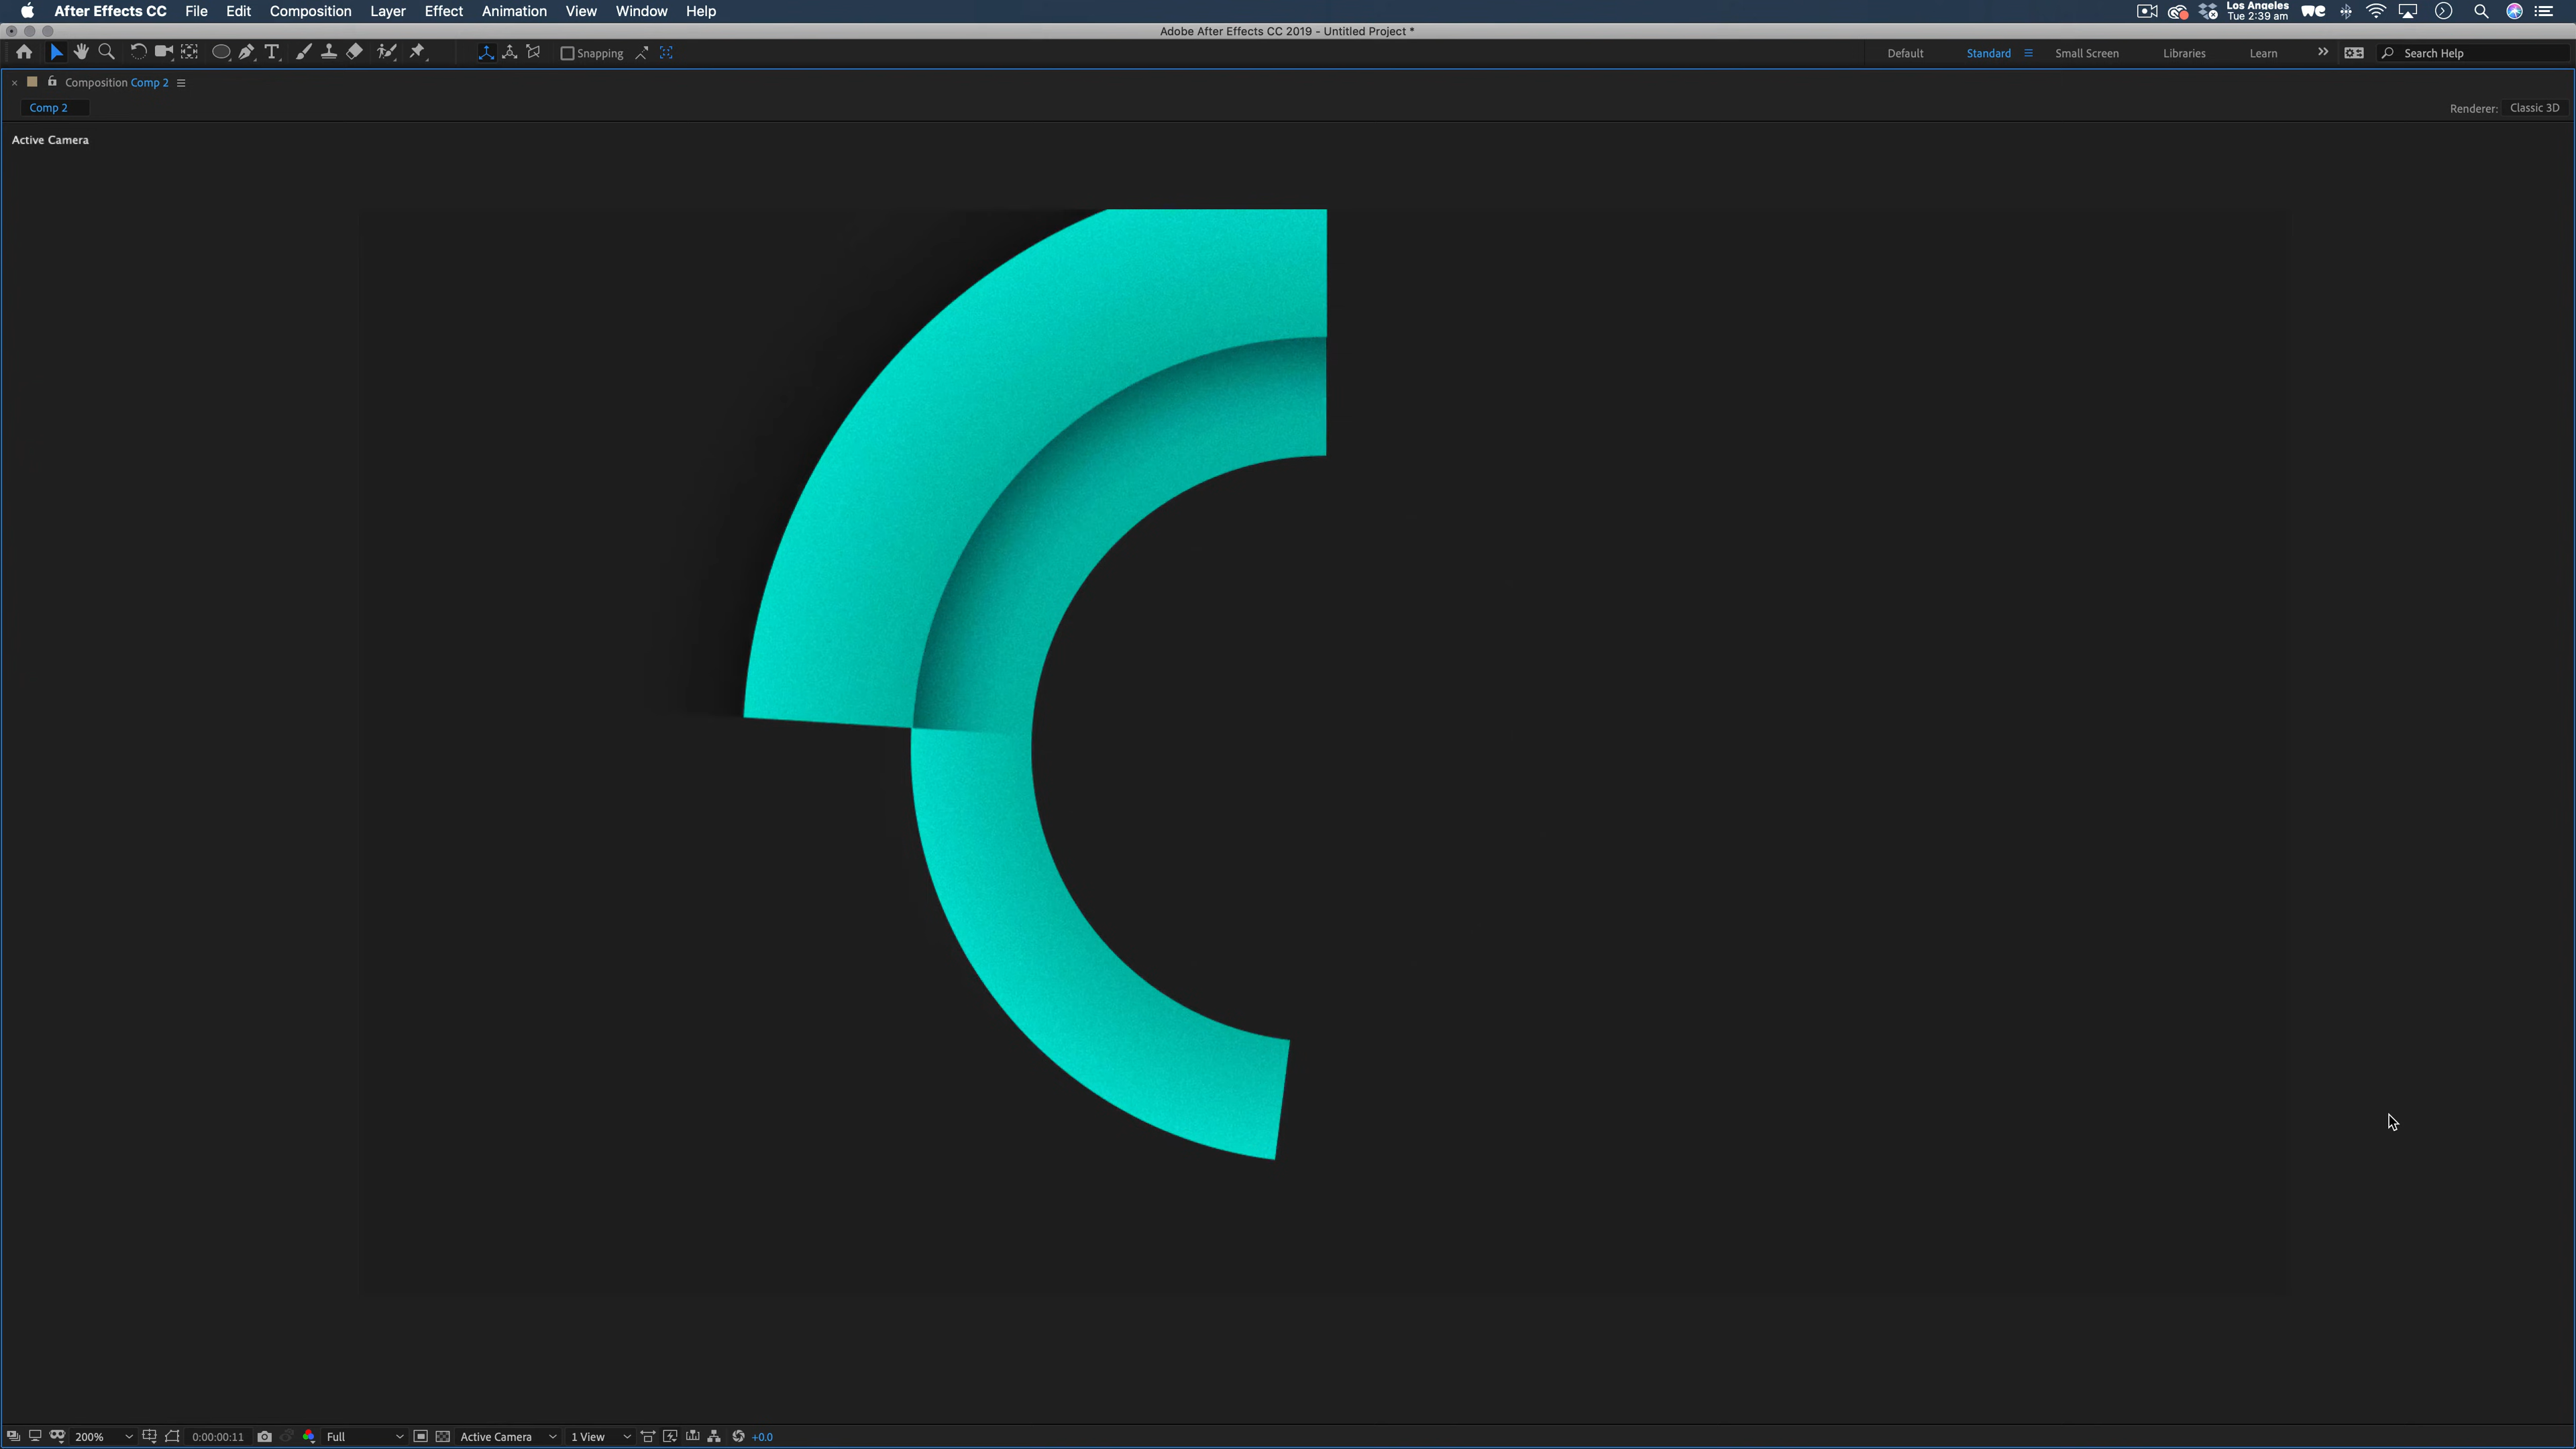 After Effects CC File Edit Composition Layer Effect Animation View Window Help
Los Angeles
Tue 2:39 am
Adobe After Effects CC 2019 - Untitled Project *
Snapping Default Standard Small Screen Libraries Learn Search Help
Composition Comp 2
Comp 2 Renderer: Classic 3D
Active Camera
200% 0:00:00:11 Full Active Camera 1 View +0.0